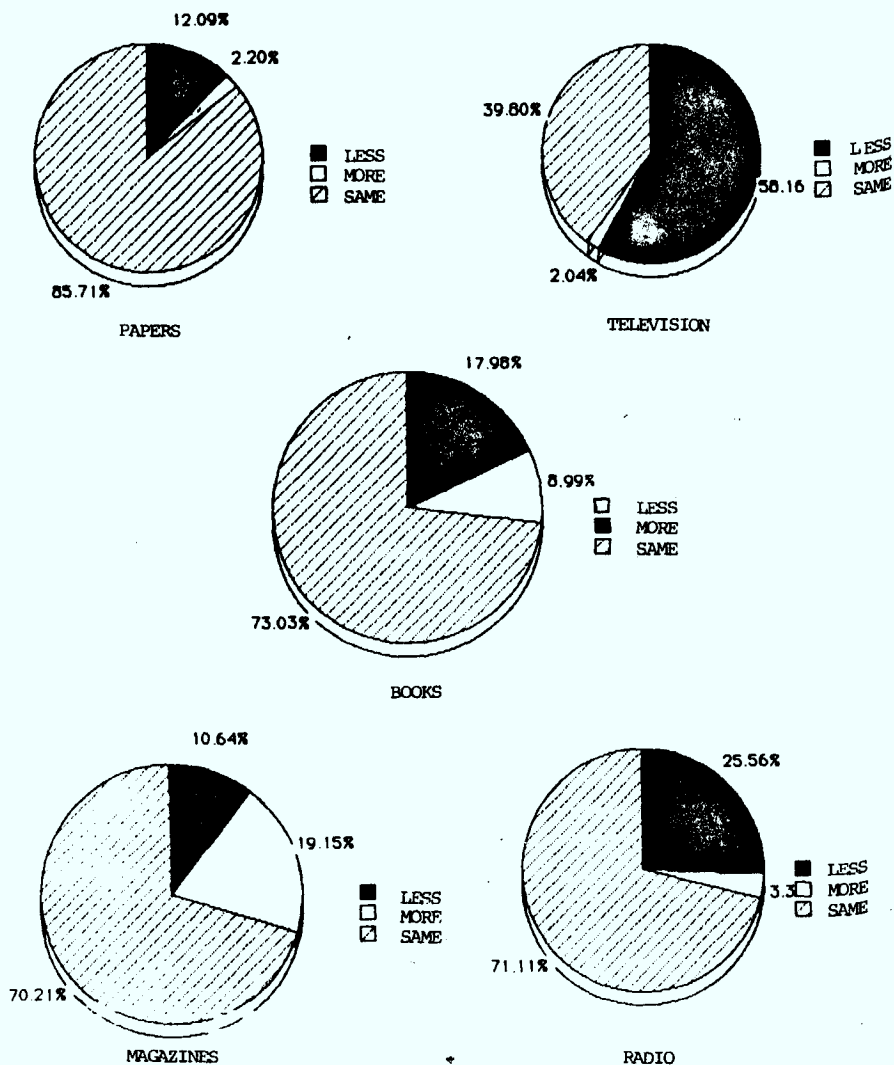 12.09%
2.20%
85.71%
LESS
MORE
SAME
PAPERS
39.80%
58.16
2.04%
LESS
MORE
SAME
TELEVISION
17.98%
8.99%
73.03%
LESS
MORE
SAME
BOOKS
10.64%
19.15%
70.21%
LESS
MORE
SAME
MAGAZINES
25.56%
3.3
71.11%
LESS
MORE
SAME
RADIO